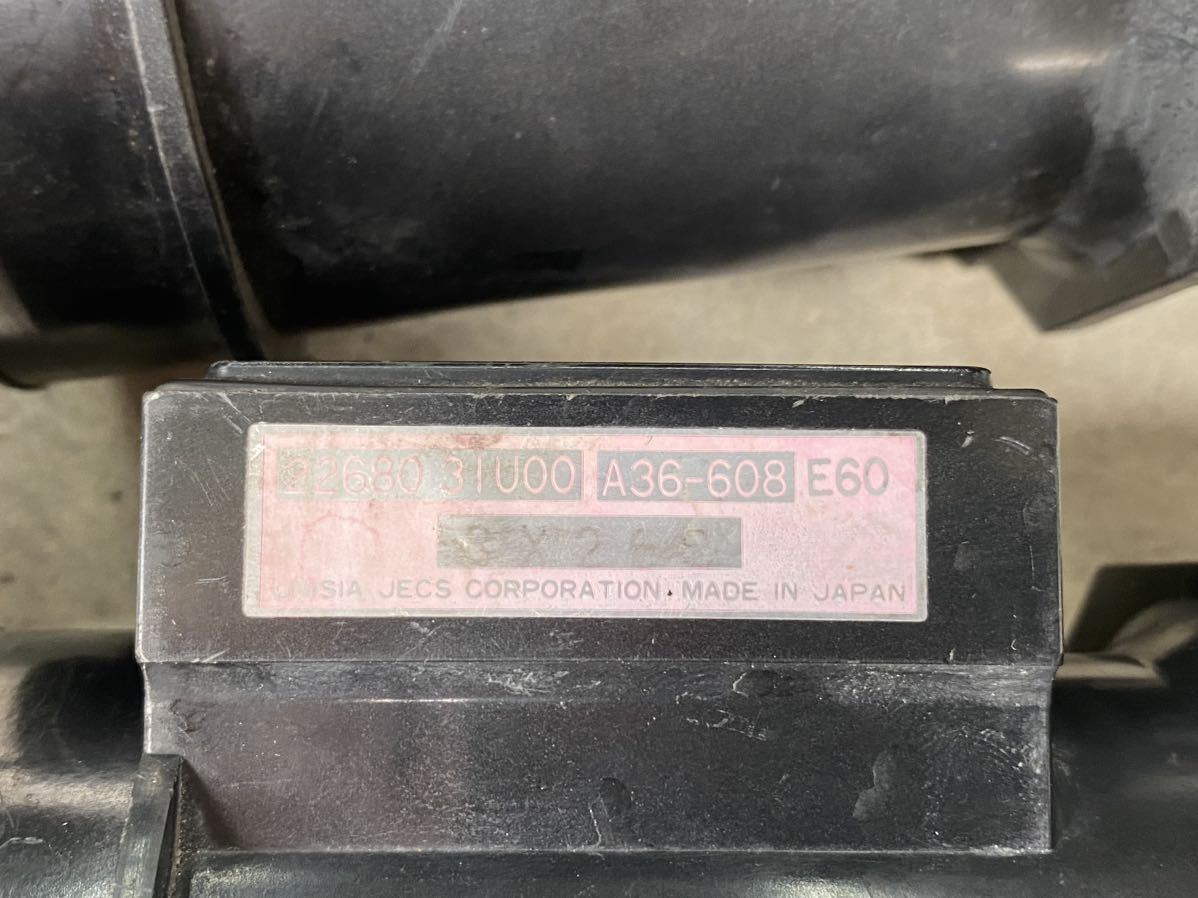 22680 31U00 A36-608 E60
UNISIA JECS CORPORATION. MADE IN JAPAN